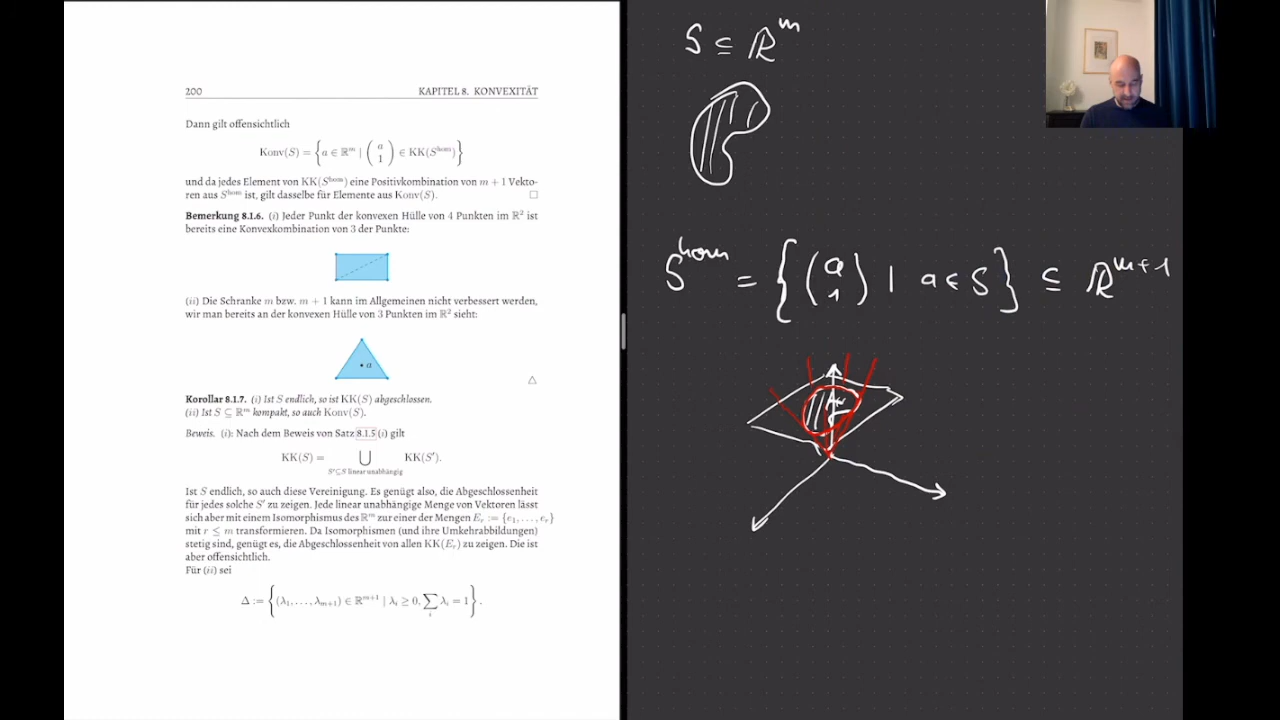 200 KAPITEL 8. KONVEXITÄT
Dann gilt offensichtlich
Konv(S) = { a ∈ ℝ^m | ( a 1 ) ∈ KK(S^hom) }
und da jedes Element von KK(S^hom) eine Positivkombination von m + 1 Vekto-
ren aus S^hom ist, gilt dasselbe für Elemente aus Konv(S). □
Bemerkung 8.1.6. (i) Jeder Punkt der konvexen Hülle von 4 Punkten im ℝ² ist
bereits eine Konvexkombination von 3 der Punkte:
(ii) Die Schranke m bzw. m + 1 kann im Allgemeinen nicht verbessert werden,
wir man bereits an der konvexen Hülle von 3 Punkten im ℝ² sieht:
a
△
Korollar 8.1.7. (i) Ist S endlich, so ist KK(S) abgeschlossen.
(ii) Ist S ⊆ ℝ^m kompakt, so auch Konv(S).
Beweis. (i): Nach dem Beweis von Satz 8.1.5 (i) gilt
KK(S) = ⋃ KK(S′).
S′⊆S linear unabhängig
Ist S endlich, so auch diese Vereinigung. Es genügt also, die Abgeschlossenheit
für jedes solche S′ zu zeigen. Jede linear unabhängige Menge von Vektoren lässt
sich aber mit einem Isomorphismus des ℝ^m zur einer der Mengen E_r := {e_1, . . . , e_r}
mit r ≤ m transformieren. Da Isomorphismen (und ihre Umkehrabbildungen)
stetig sind, genügt es, die Abgeschlossenheit von allen KK(E_r) zu zeigen. Die ist
aber offensichtlich.
Für (ii) sei
Δ := { (λ_1, . . . , λ_{m+1}) ∈ ℝ^{m+1} | λ_i ≥ 0, ∑_i λ_i = 1 } .
S ⊆ ℝ^m
S^hom = { ( a 1 ) | a ∈ S } ⊆ ℝ^{m+1}